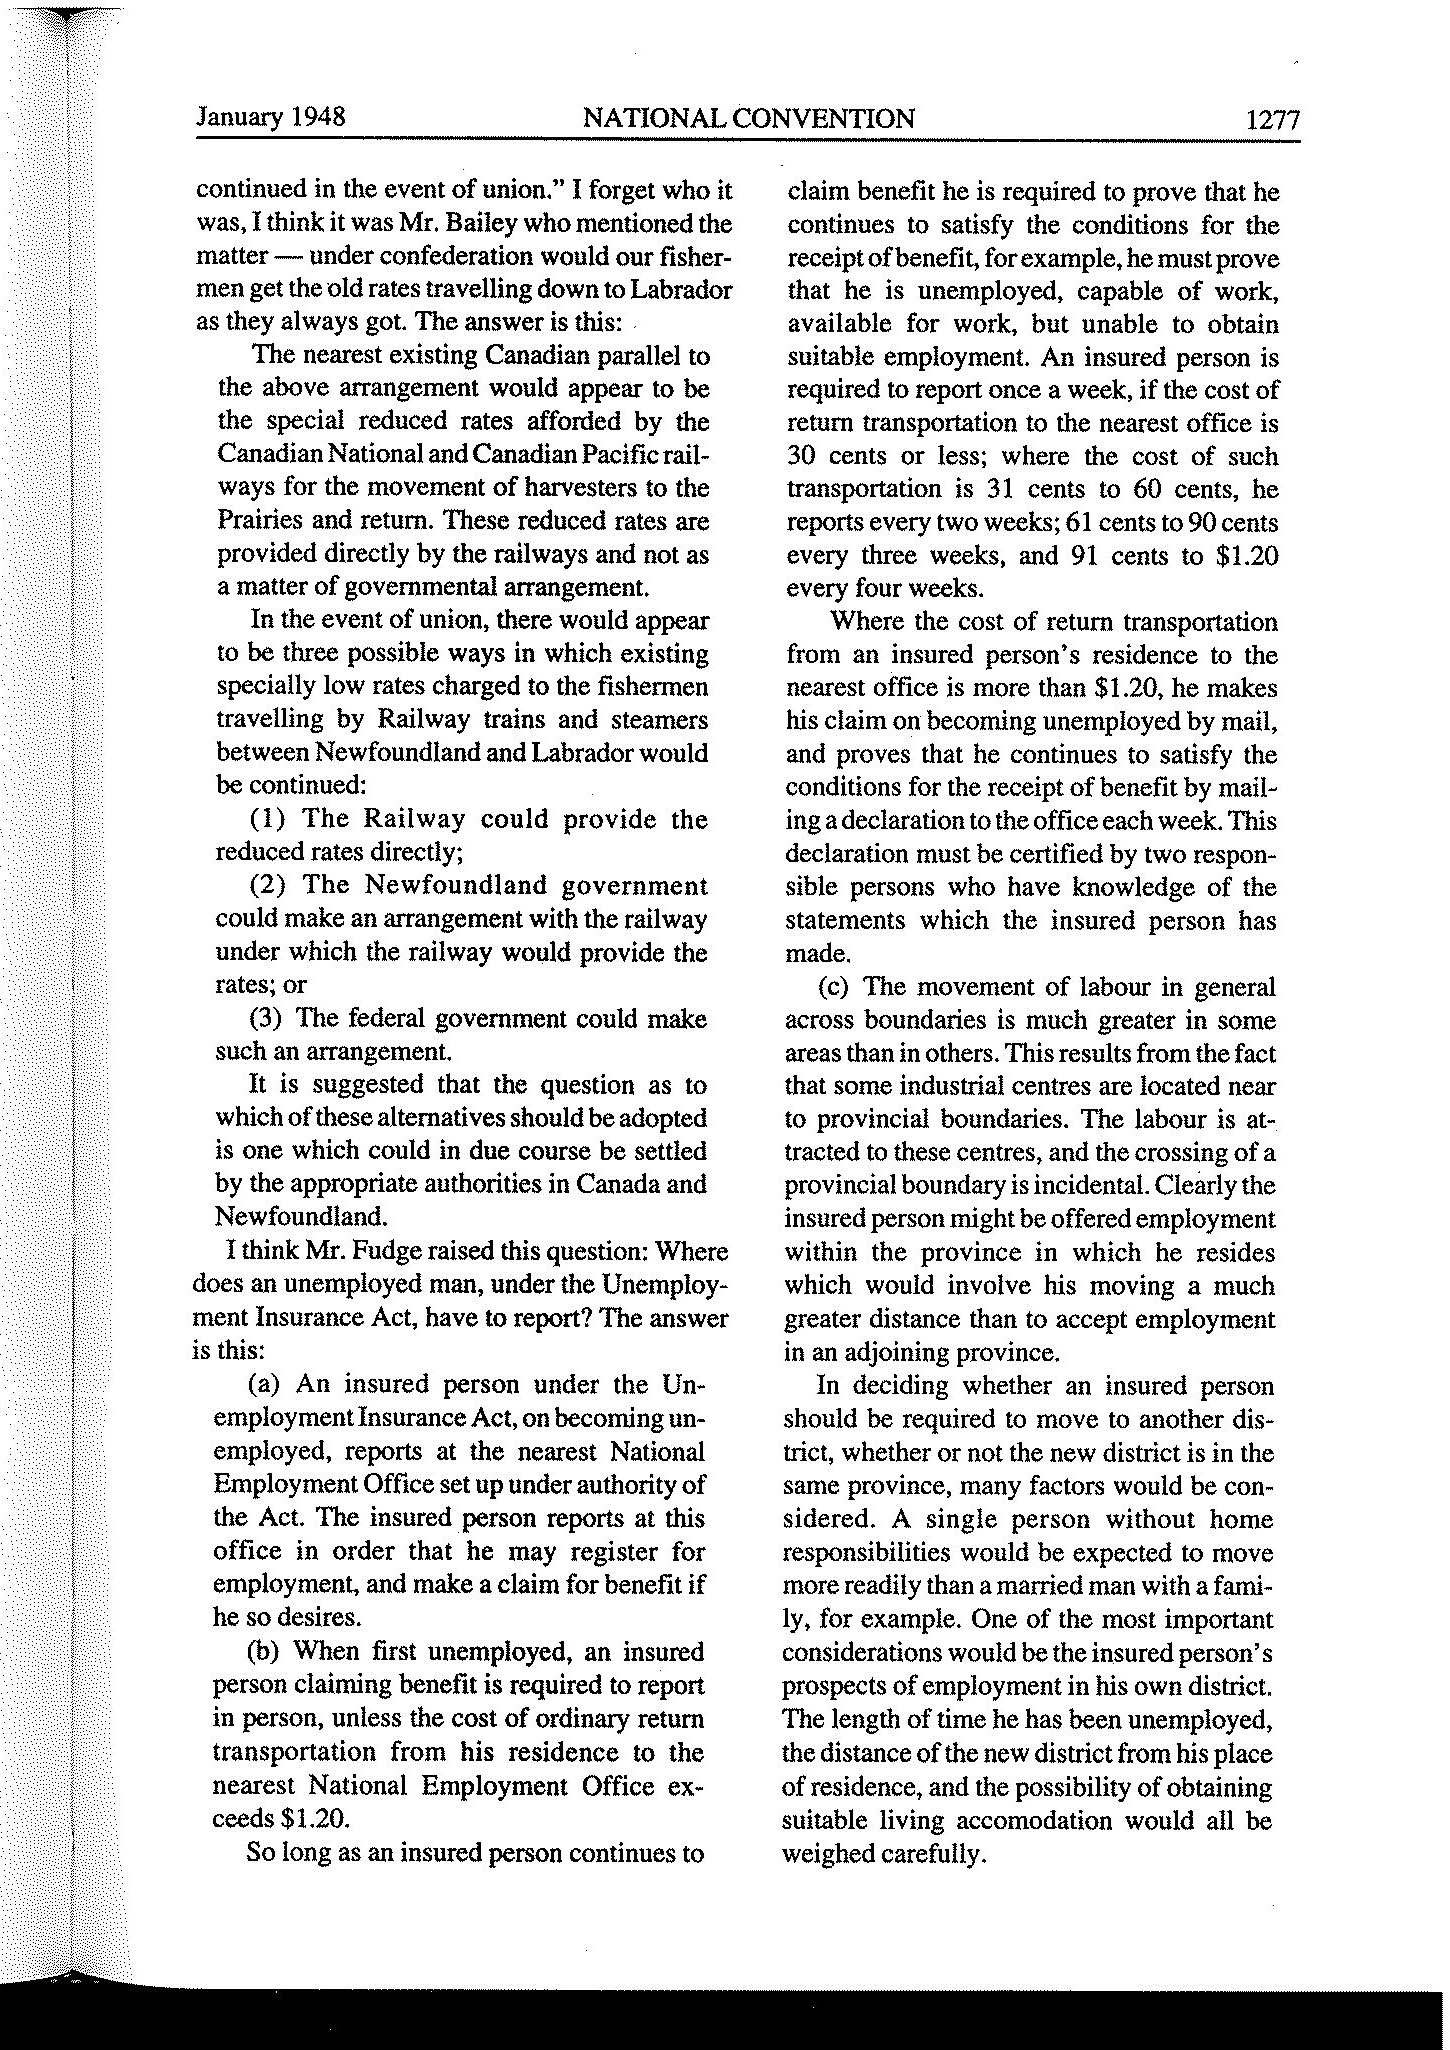 January 1948 NATIONAL CONVENTION 1277
continued in the event of union.” I forget who it
was, I think it was Mr. Bailey who mentioned the
matter — under confederation would our fisher-
men get the old rates travelling down to Labrador
as they always got. The answer is this:
The nearest existing Canadian parallel to
the above arrangement would appear to be
the special reduced rates afforded by the
Canadian National and Canadian Pacific rail-
ways for the movement of harvesters to the
Prairies and return. These reduced rates are
provided directly by the railways and not as
a matter of governmental arrangement.
In the event of union, there would appear
to be three possible ways in which existing
specially low rates charged to the fishermen
travelling by Railway trains and steamers
between Newfoundland and Labrador would
be continued:
(1) The Railway could provide the
reduced rates directly;
(2) The Newfoundland government
could make an arrangement with the railway
under which the railway would provide the
rates; or
(3) The federal government could make
such an arrangement.
It is suggested that the question as to
which of these alternatives should be adopted
is one which could in due course be settled
by the appropriate authorities in Canada and
Newfoundland.
I think Mr. Fudge raised this question: Where
does an unemployed man, under the Unemploy-
ment Insurance Act, have to report? The answer
is this:
(a) An insured person under the Un-
employment Insurance Act, on becoming un-
employed, reports at the nearest National
Employment Office set up under authority of
the Act. The insured person reports at this
office in order that he may register for
employment, and make a claim for benefit if
he so desires.
(b) When first unemployed, an insured
person claiming benefit is required to report
in person, unless the cost of ordinary return
transportation from his residence to the
nearest National Employment Office ex-
ceeds $1.20.
So long as an insured person continues to
claim benefit he is required to prove that he
continues to satisfy the conditions for the
receipt of benefit, for example, he must prove
that he is unemployed, capable of work,
available for work, but unable to obtain
suitable employment. An insured person is
required to report once a week, if the cost of
return transportation to the nearest office is
30 cents or less; where the cost of such
transportation is 31 cents to 60 cents, he
reports every two weeks; 61 cents to 90 cents
every three weeks, and 91 cents to $1.20
every four weeks.
Where the cost of return transportation
from an insured person's residence to the
nearest office is more than $1.20, he makes
his claim on becoming unemployed by mail,
and proves that he continues to satisfy the
conditions for the receipt of benefit by mail-
ing a declaration to the office each week. This
declaration must be certified by two respon-
sible persons who have knowledge of the
statements which the insured person has
made.
(c) The movement of labour in general
across boundaries is much greater in some
areas than in others. This results from the fact
that some industrial centres are located near
to provincial boundaries. The labour is at-
tracted to these centres, and the crossing of a
provincial boundary is incidental. Clearly the
insured person might be offered employment
within the province in which he resides
which would involve his moving a much
greater distance than to accept employment
in an adjoining province.
In deciding whether an insured person
should be required to move to another dis-
trict, whether or not the new district is in the
same province, many factors would be con-
sidered. A single person without home
responsibilities would be expected to move
more readily than a married man with a fami-
ly, for example. One of the most important
considerations would be the insured person's
prospects of employment in his own district.
The length of time he has been unemployed,
the distance of the new district from his place
of residence, and the possibility of obtaining
suitable living accomodation would all be
weighed carefully.